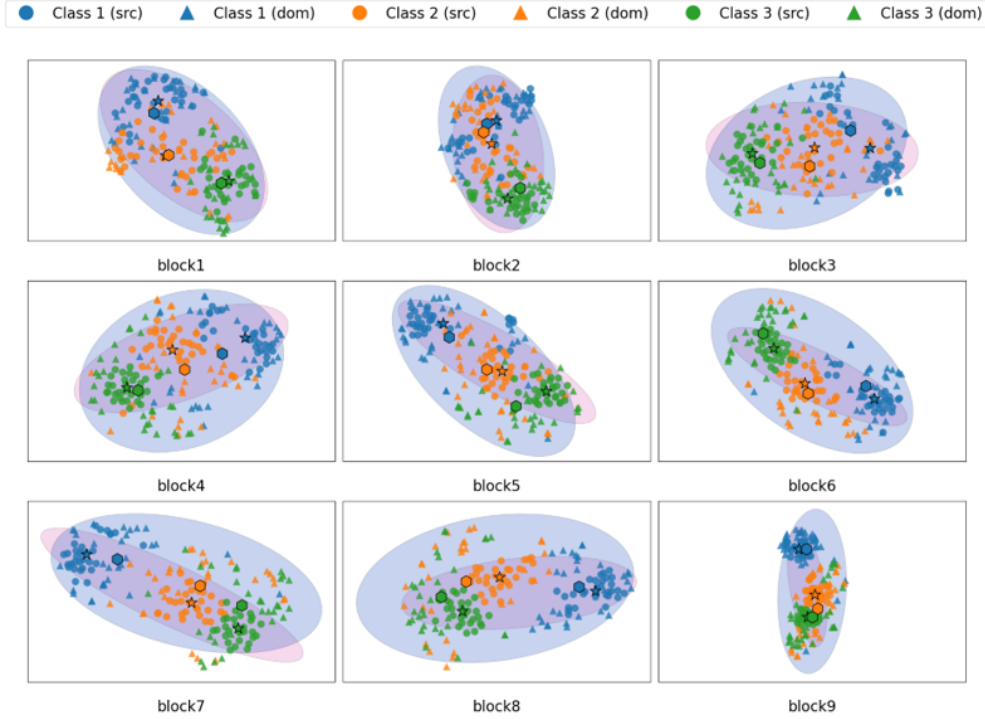 Class 1 (src) Class 1 (dom) Class 2 (src) Class 2 (dom) Class 3 (src) Class 3 (dom)
block1 block2 block3
block4 block5 block6
block7 block8 block9